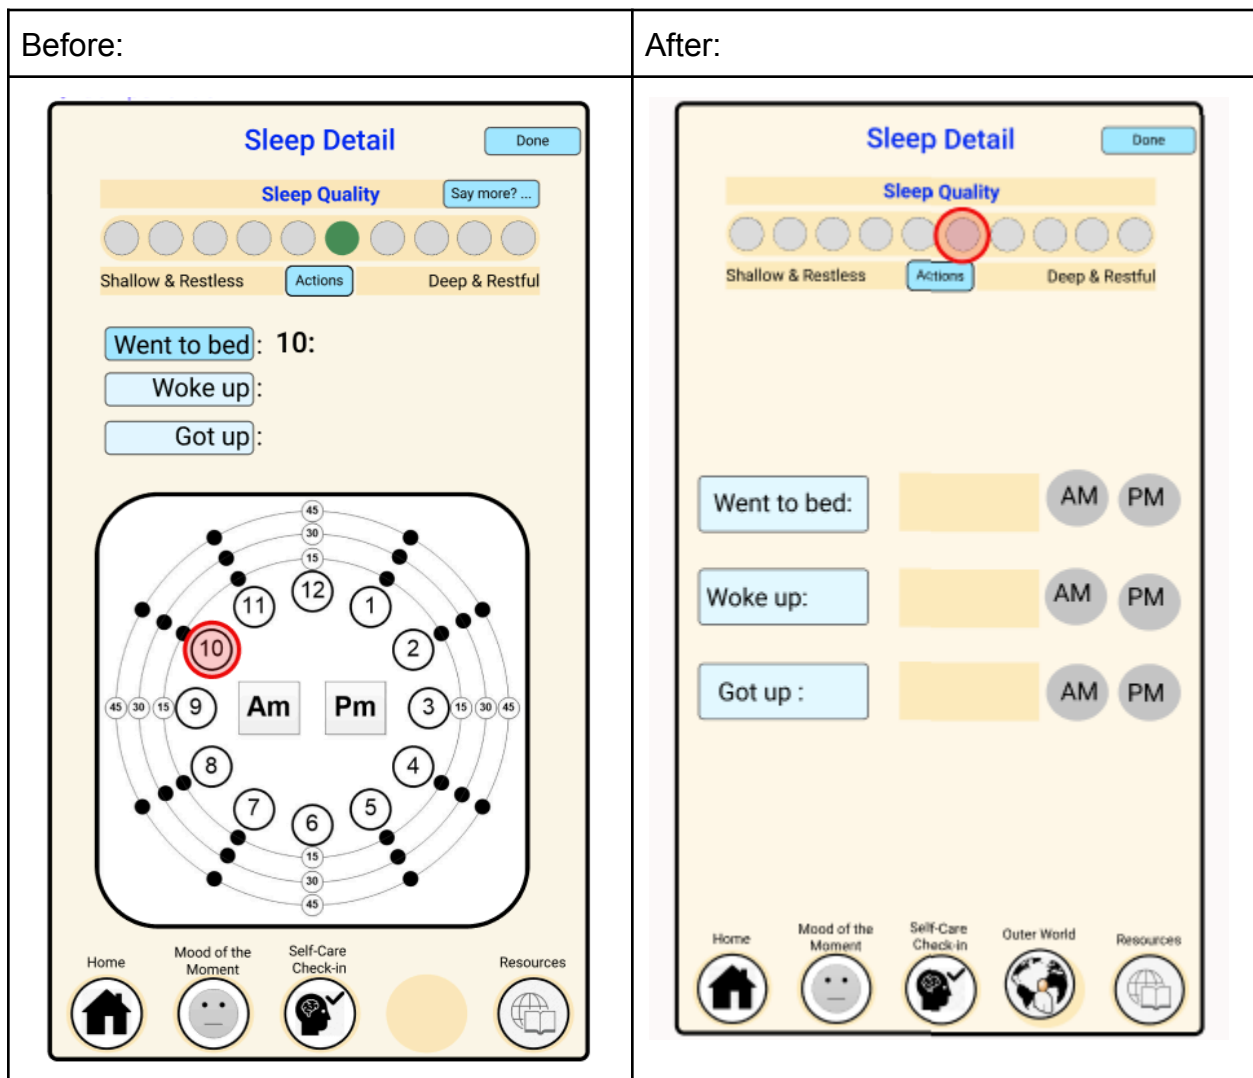 Before:
After:
Sleep Detail
Done
Sleep Quality
Say more? ...
Shallow & Restless
Actions
Deep & Restful
Went to bed : 10:
Woke up :
Got up :
45
30
15
12
11
1
10
2
45 30 15 9 Am Pm 3 15 30 45
8
4
7
5
6
15
30
45
Home
Mood of the
Moment
Self-Care
Check-in
Resources
Sleep Detail
Done
Sleep Quality
Shallow & Restless
Actions
Deep & Restful
Went to bed: AM PM
Woke up: AM PM
Got up : AM PM
Home
Mood of the
Moment
Self-Care
Check-in
Outer World
Resources